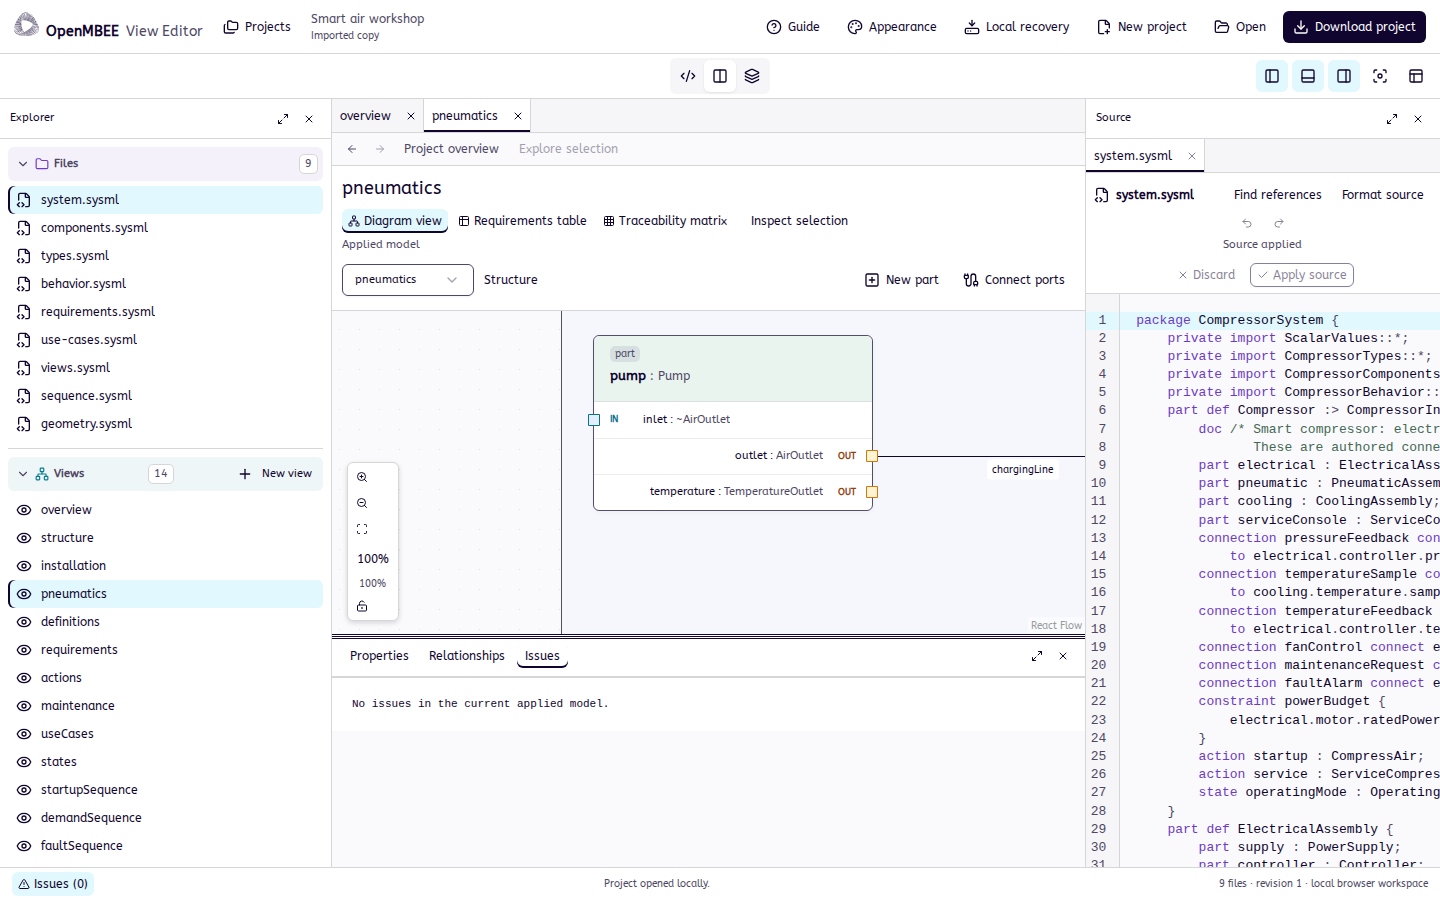 OpenMBEE View Editor
Projects
Smart air workshop
Imported copy
Guide
Appearance
Local recovery
New project
Open
Download project
Explorer
Files
9
system.sysml
components.sysml
types.sysml
behavior.sysml
requirements.sysml
use-cases.sysml
views.sysml
sequence.sysml
geometry.sysml
Views
14
New view
overview
structure
installation
pneumatics
definitions
requirements
actions
maintenance
useCases
states
startupSequence
demandSequence
faultSequence
overview
pneumatics
Project overview
Explore selection
pneumatics
Diagram view
Requirements table
Traceability matrix
Inspect selection
Applied model
pneumatics
Structure
New part
Connect ports
part
pump : Pump
IN inlet : ~AirOutlet
outlet : AirOutlet OUT
temperature : TemperatureOutlet OUT
chargingLine
100%
100%
React Flow
Properties
Relationships
Issues
No issues in the current applied model.
Source
system.sysml
system.sysml
Find references
Format source
Source applied
Discard
Apply source
1 package CompressorSystem {
2 private import ScalarValues::*;
3 private import CompressorTypes::*;
4 private import CompressorComponents
5 private import CompressorBehavior::
6 part def Compressor :> CompressorIn
7 doc /* Smart compressor: electr
8 These are authored conne
9 part electrical : ElectricalAss
10 part pneumatic : PneumaticAssem
11 part cooling : CoolingAssembly;
12 part serviceConsole : ServiceCo
13 connection pressureFeedback con
14 to electrical.controller.pr
15 connection temperatureSample co
16 to cooling.temperature.samp
17 connection temperatureFeedback
18 to electrical.controller.te
19 connection fanControl connect e
20 connection maintenanceRequest c
21 connection faultAlarm connect e
22 constraint powerBudget {
23 electrical.motor.ratedPower
24 }
25 action startup : CompressAir;
26 action service : ServiceCompres
27 state operatingMode : Operating
28 }
29 part def ElectricalAssembly {
30 part supply : PowerSupply;
31 part controller : Controller;
Issues (0)
Project opened locally.
9 files · revision 1 · local browser workspace